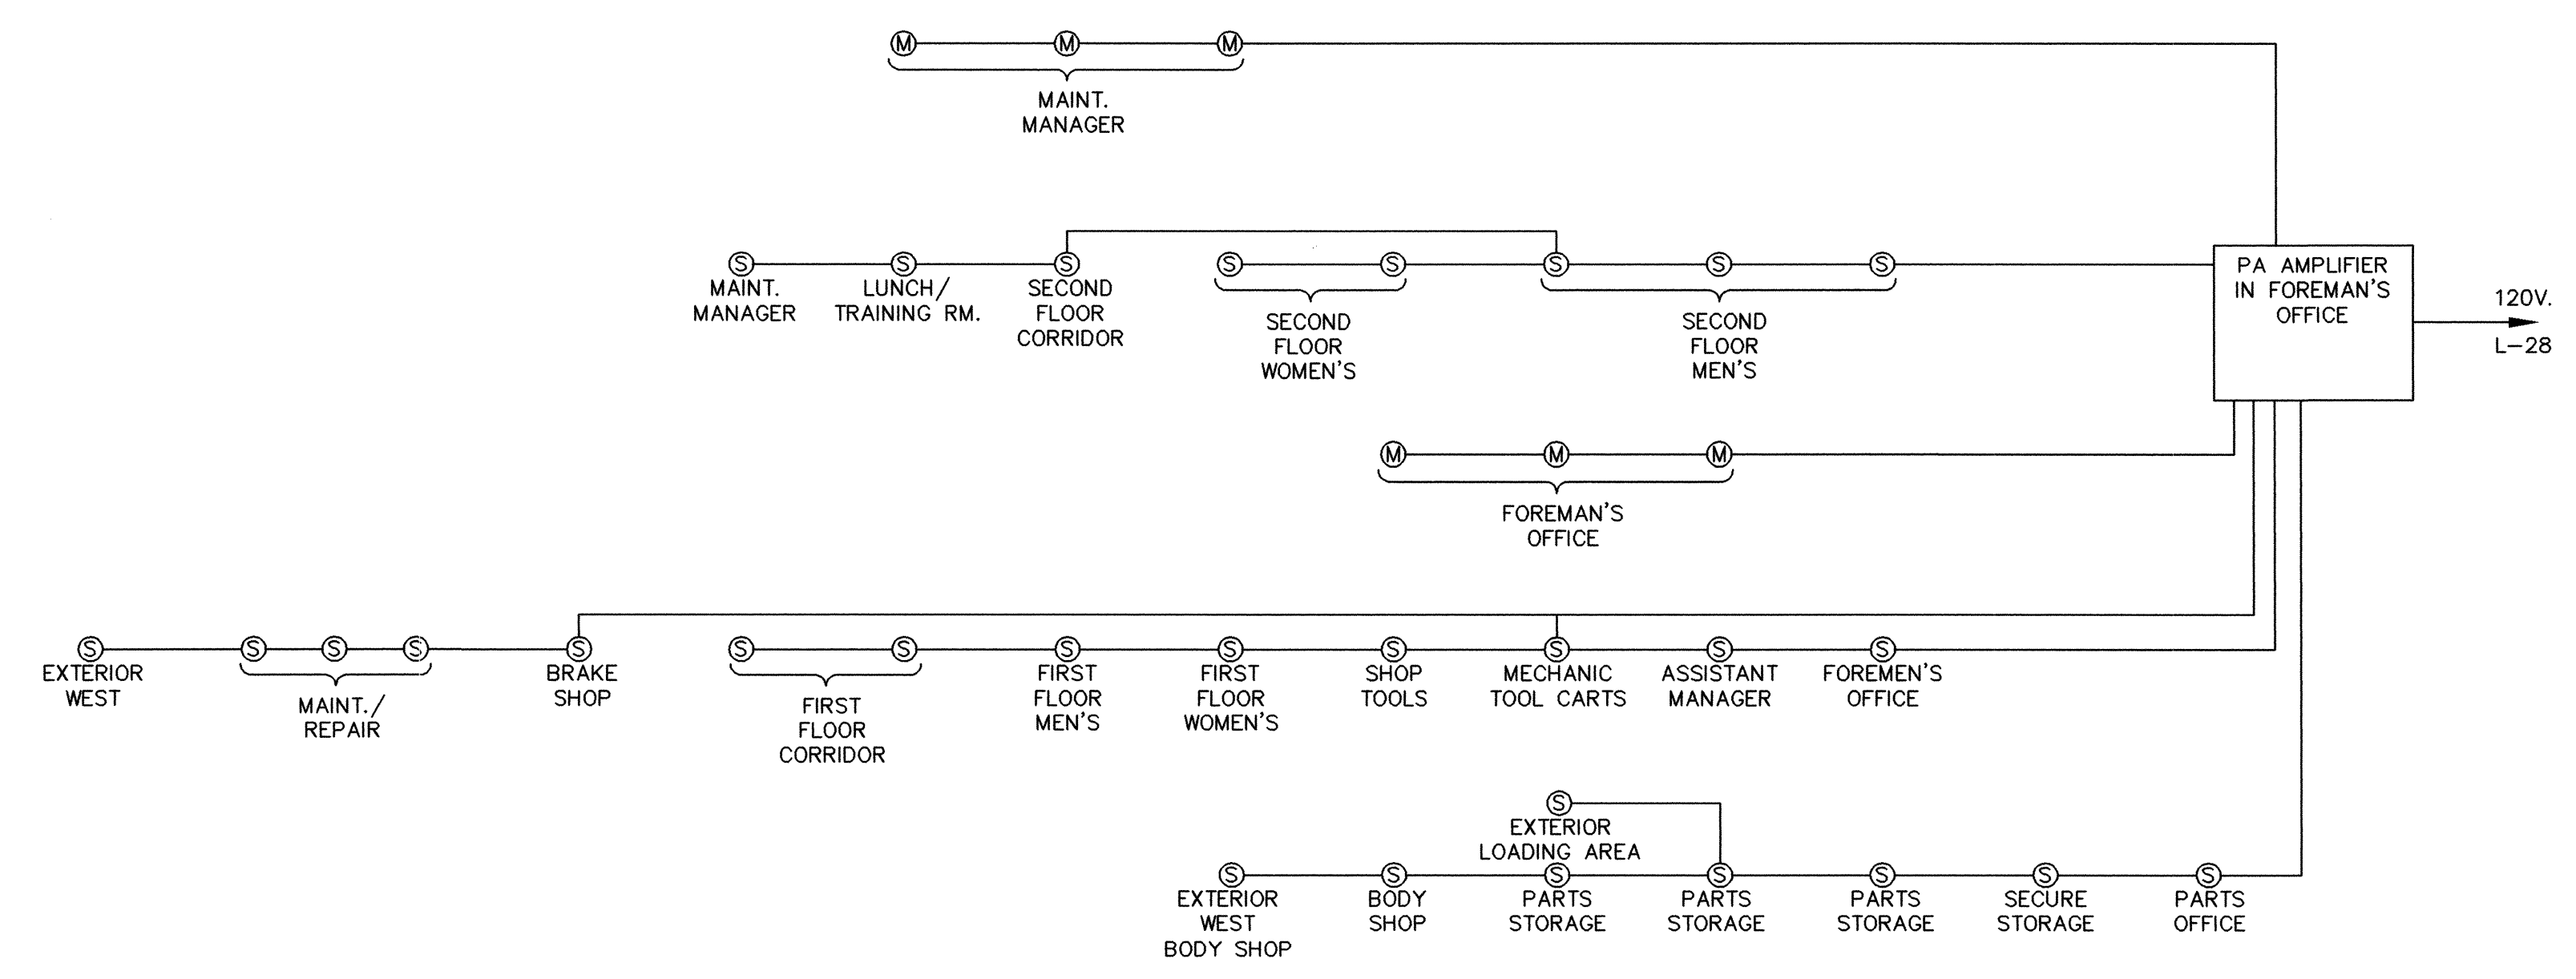 M M M
MAINT.
MANAGER
S S S S S S S S
MAINT.
MANAGER
LUNCH/
TRAINING RM.
SECOND
FLOOR
CORRIDOR
SECOND
FLOOR
WOMEN'S
SECOND
FLOOR
MEN'S
PA AMPLIFIER
IN FOREMAN'S
OFFICE
120V.
L-28
M M M
FOREMAN'S
OFFICE
S S S S S S S S S S S S S
EXTERIOR
WEST
MAINT./
REPAIR
BRAKE
SHOP
FIRST
FLOOR
CORRIDOR
FIRST
FLOOR
MEN'S
FIRST
FLOOR
WOMEN'S
SHOP
TOOLS
MECHANIC
TOOL CARTS
ASSISTANT
MANAGER
FOREMEN'S
OFFICE
S
EXTERIOR
LOADING AREA
S S S S S S S
EXTERIOR
WEST
BODY SHOP
BODY
SHOP
PARTS
STORAGE
PARTS
STORAGE
PARTS
STORAGE
SECURE
STORAGE
PARTS
OFFICE